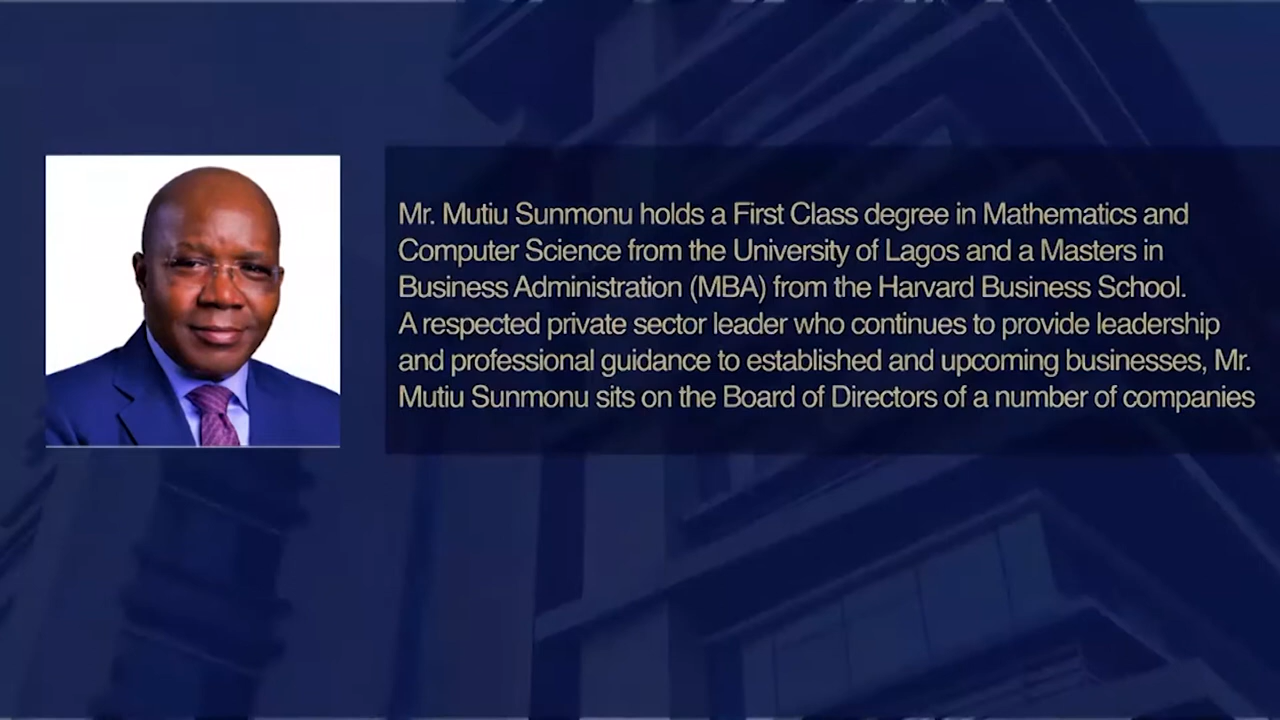 Mr. Mutiu Sunmonu holds a First Class degree in Mathematics and
Computer Science from the University of Lagos and a Masters in
Business Administration (MBA) from the Harvard Business School.
A respected private sector leader who continues to provide leadership
and professional guidance to established and upcoming businesses, Mr.
Mutiu Sunmonu sits on the Board of Directors of a number of companies